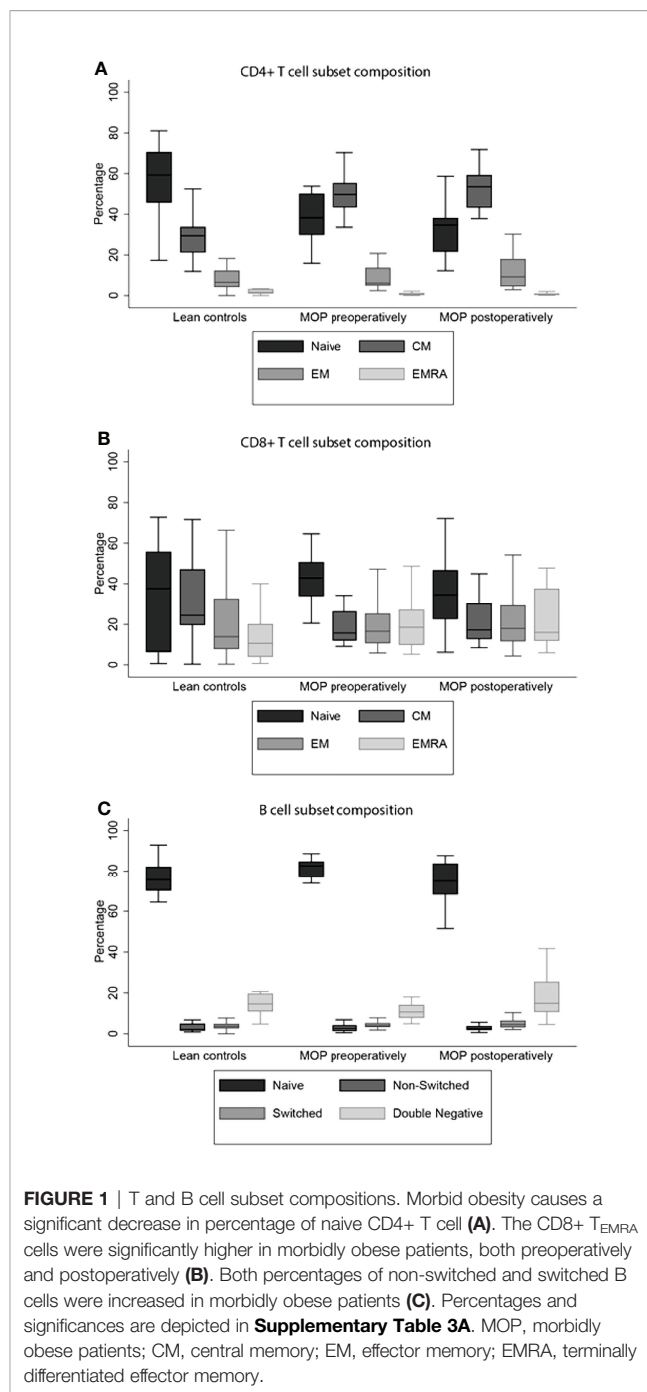 A
CD4+ T cell subset composition
Percentage
100
80
60
40
20
0
Lean controls MOP preoperatively MOP postoperatively
Naive CM
EM EMRA
B
CD8+ T cell subset composition
Percentage
100
80
60
40
20
0
Lean controls MOP preoperatively MOP postoperatively
Naive CM
EM EMRA
C
B cell subset composition
Percentage
100
80
60
40
20
0
Lean controls MOP preoperatively MOP postoperatively
Naive Non-Switched
Switched Double Negative
FIGURE 1 | T and B cell subset compositions. Morbid obesity causes a
significant decrease in percentage of naive CD4+ T cell (A). The CD8+ TEMRA
cells were significantly higher in morbidly obese patients, both preoperatively
and postoperatively (B). Both percentages of non-switched and switched B
cells were increased in morbidly obese patients (C). Percentages and
significances are depicted in Supplementary Table 3A. MOP, morbidly
obese patients; CM, central memory; EM, effector memory; EMRA, terminally
differentiated effector memory.